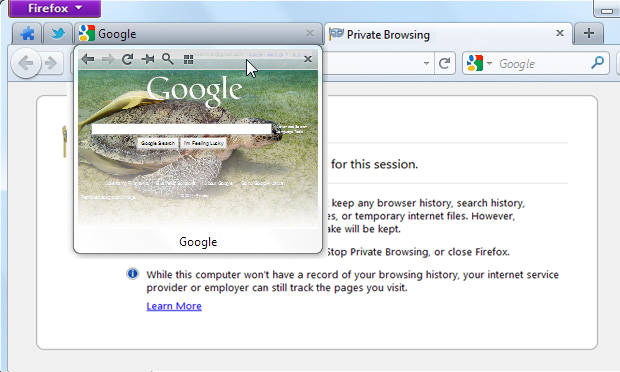 Firefox
Google
Private Browsing
Google
Google
Google Search
I'm Feeling Lucky
Google
for this session.
keep any browser history, search history,
es, or temporary internet files. However,
ake will be kept.
Stop Private Browsing, or close Firefox.
While this computer won't have a record of your browsing history, your internet service
provider or employer can still track the pages you visit.
Learn More